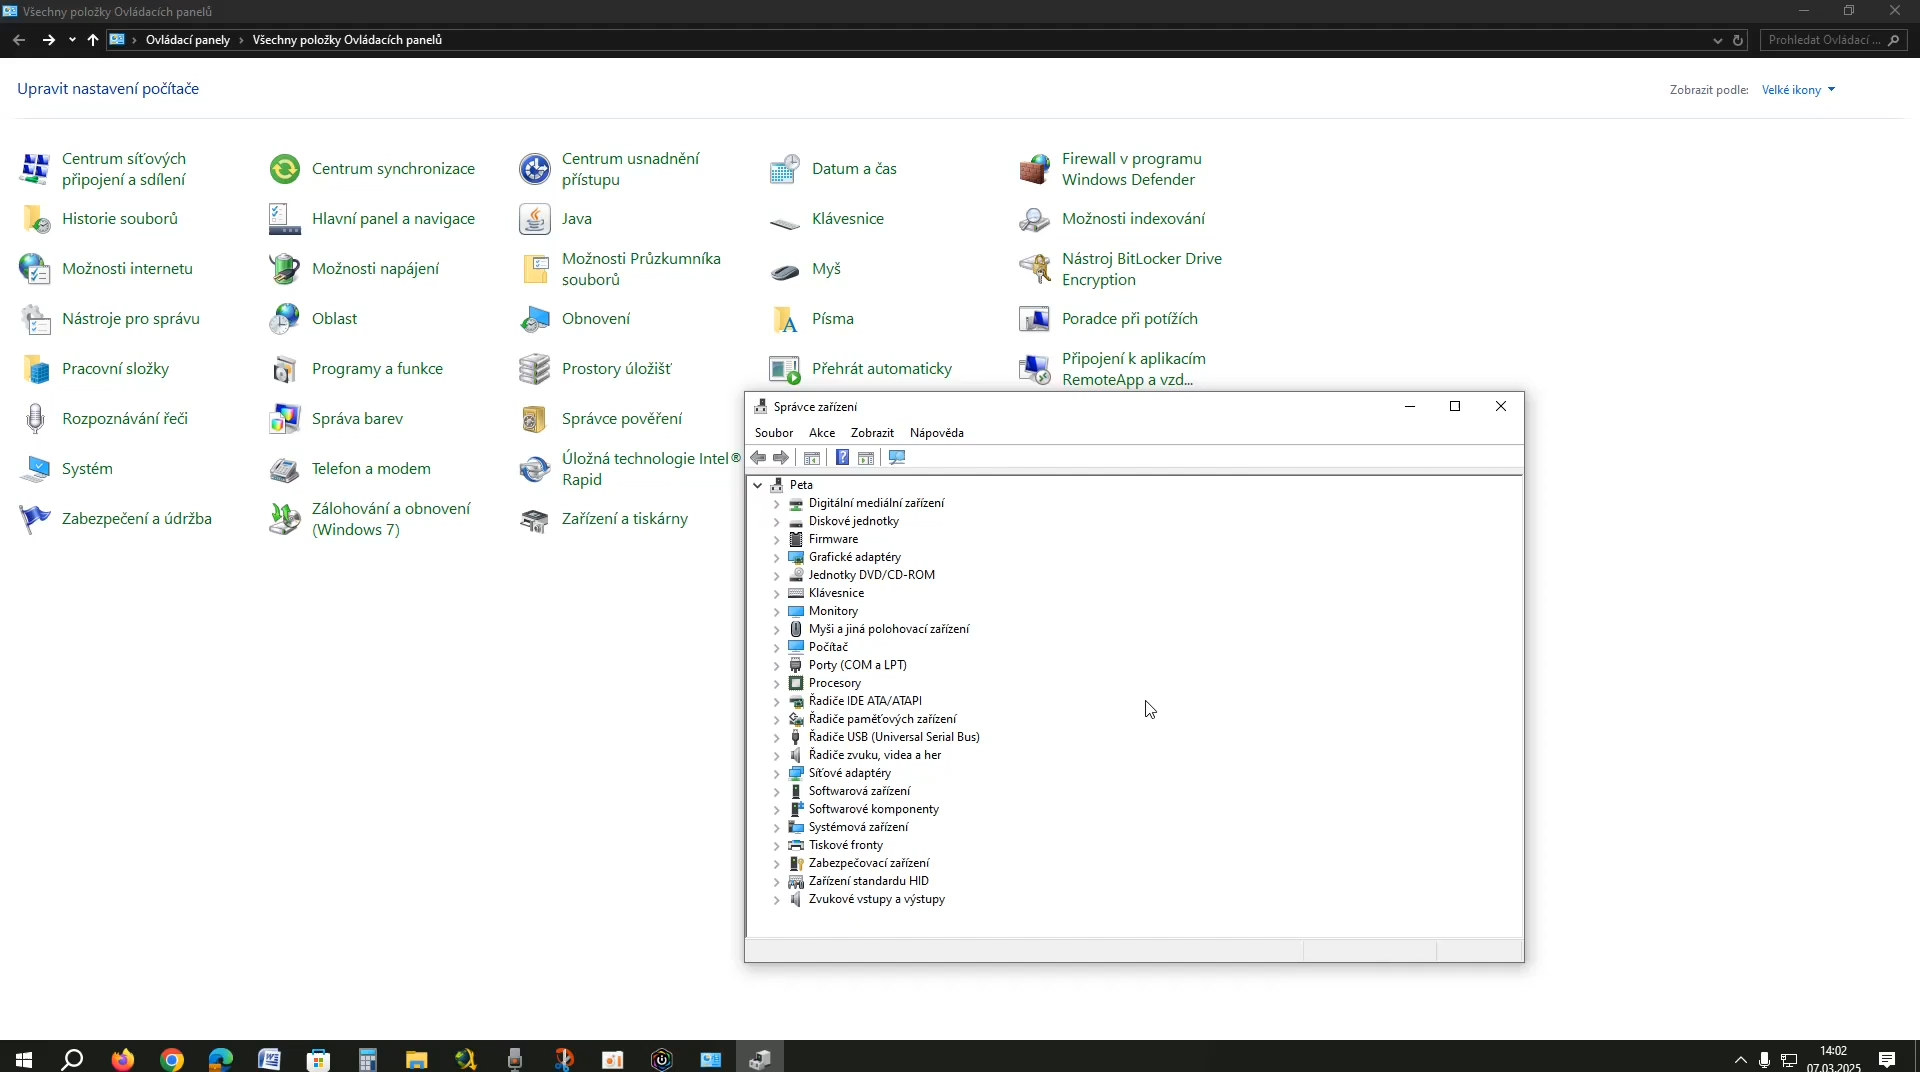 Všechny položky Ovládacích panelů
Ovládací panely
Všechny položky Ovládacích panelů
Prohledat Ovládací ...
Upravit nastavení počítače
Zobrazit podle:
Velké ikony
Centrum síťových
připojení a sdílení
Centrum synchronizace
Centrum usnadnění
přístupu
Datum a čas
Firewall v programu
Windows Defender
Historie souborů
Hlavní panel a navigace
Java
Klávesnice
Možnosti indexování
Možnosti internetu
Možnosti napájení
Možnosti Průzkumníka
souborů
Myš
Nástroj BitLocker Drive
Encryption
Nástroje pro správu
Oblast
Obnovení
Písma
Poradce při potížích
Pracovní složky
Programy a funkce
Prostory úložišť
Přehrát automaticky
Připojení k aplikacím
RemoteApp a vzd...
Rozpoznávání řeči
Správa barev
Správce pověření
Systém
Telefon a modem
Úložná technologie Intel®
Rapid
Zabezpečení a údržba
Zálohování a obnovení
(Windows 7)
Zařízení a tiskárny
Správce zařízení
Soubor
Akce
Zobrazit
Nápověda
Peta
Digitální mediální zařízení
Diskové jednotky
Firmware
Grafické adaptéry
Jednotky DVD/CD-ROM
Klávesnice
Monitory
Myši a jiná polohovací zařízení
Počítač
Porty (COM a LPT)
Procesory
Řadiče IDE ATA/ATAPI
Řadiče paměťových zařízení
Řadiče USB (Universal Serial Bus)
Řadiče zvuku, videa a her
Síťové adaptéry
Softwarová zařízení
Softwarové komponenty
Systémová zařízení
Tiskové fronty
Zabezpečovací zařízení
Zařízení standardu HID
Zvukové vstupy a výstupy
14:02
07.03.2025